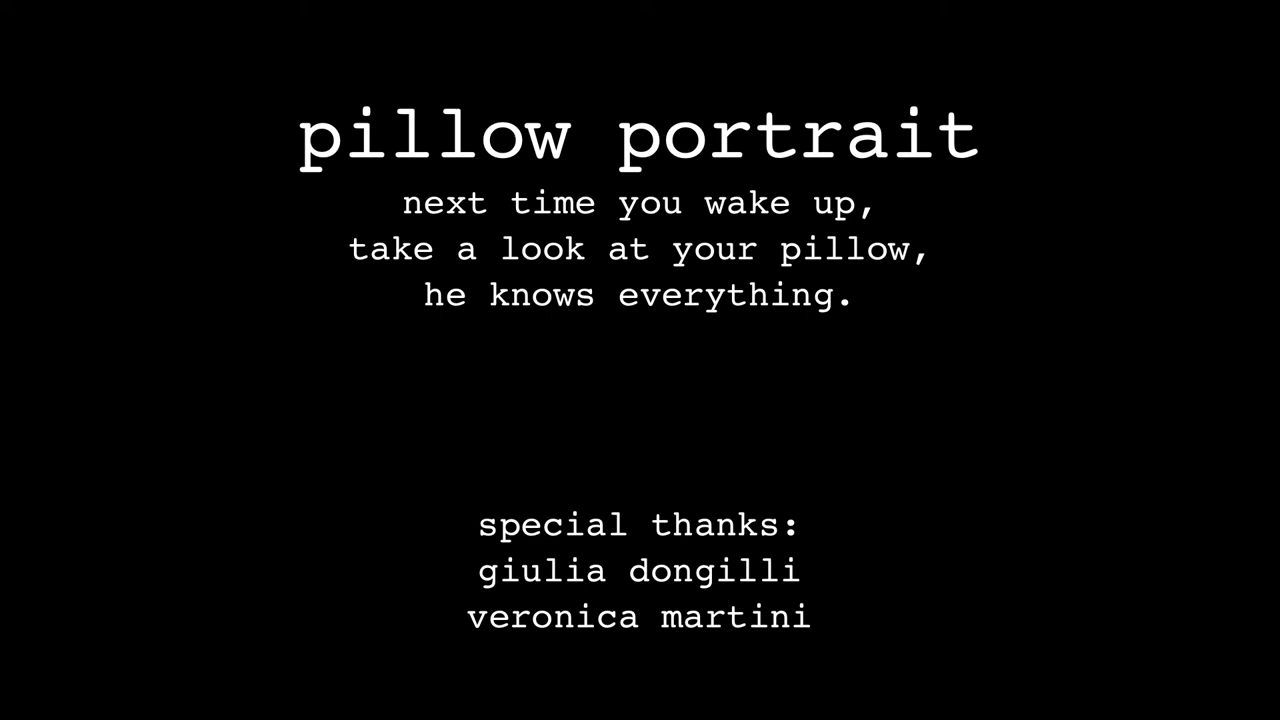 pillow portrait
next time you wake up,
take a look at your pillow,
he knows everything.
special thanks:
giulia dongilli
veronica martini